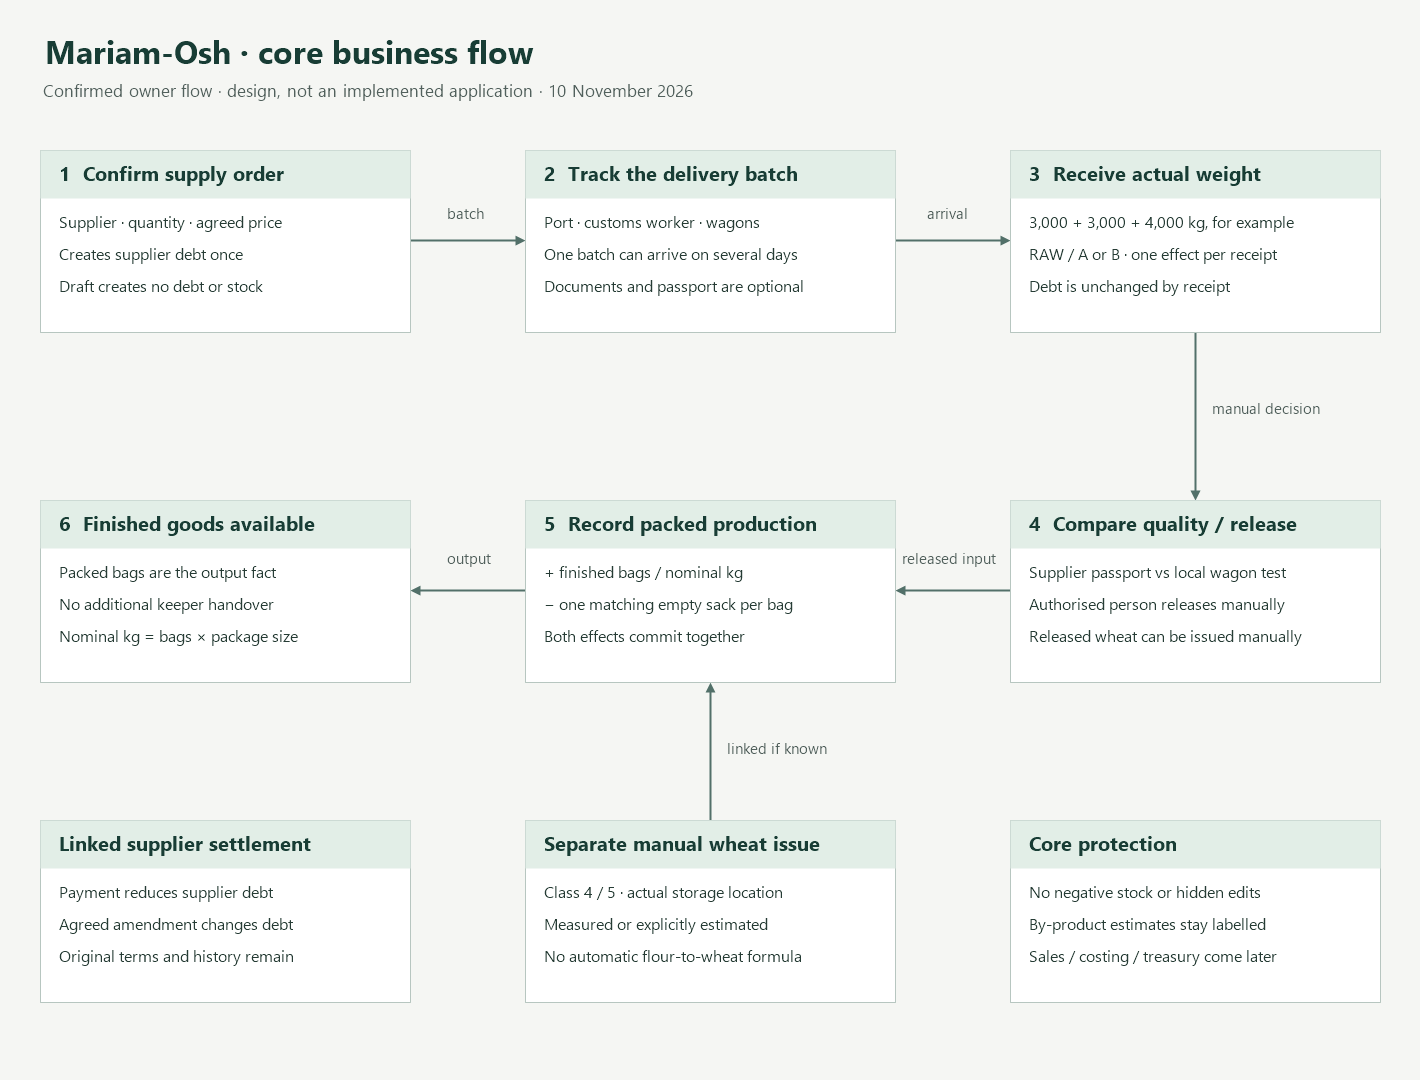 Mariam-Osh · core business flow
Confirmed owner flow · design, not an implemented application · 10 November 2026
1 Confirm supply order
Supplier · quantity · agreed price
Creates supplier debt once
Draft creates no debt or stock
batch
2 Track the delivery batch
Port · customs worker · wagons
One batch can arrive on several days
Documents and passport are optional
arrival
3 Receive actual weight
3,000 + 3,000 + 4,000 kg, for example
RAW / A or B · one effect per receipt
Debt is unchanged by receipt
manual decision
4 Compare quality / release
Supplier passport vs local wagon test
Authorised person releases manually
Released wheat can be issued manually
released input
5 Record packed production
+ finished bags / nominal kg
− one matching empty sack per bag
Both effects commit together
output
6 Finished goods available
Packed bags are the output fact
No additional keeper handover
Nominal kg = bags × package size
linked if known
Linked supplier settlement
Payment reduces supplier debt
Agreed amendment changes debt
Original terms and history remain
Separate manual wheat issue
Class 4 / 5 · actual storage location
Measured or explicitly estimated
No automatic flour-to-wheat formula
Core protection
No negative stock or hidden edits
By-product estimates stay labelled
Sales / costing / treasury come later